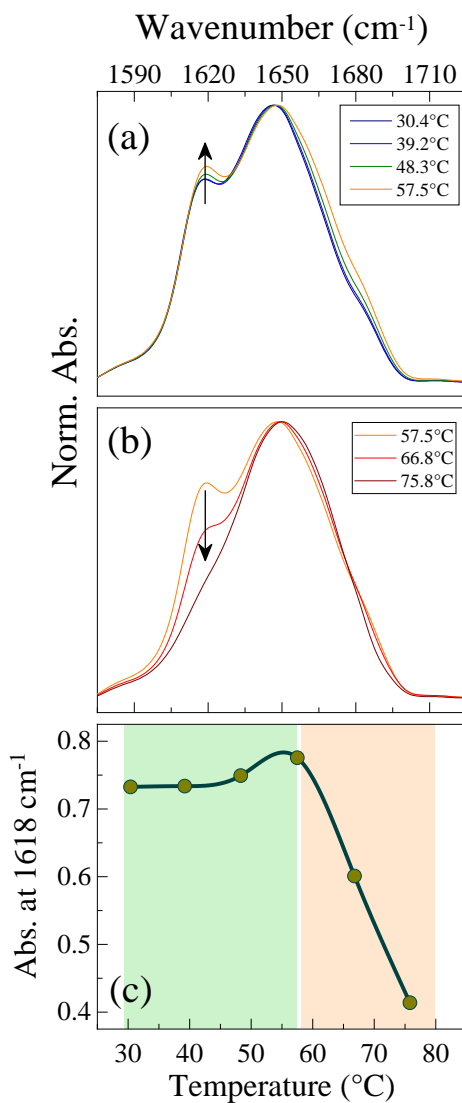 Wavenumber (cm⁻¹)
1590 1620 1650 1680 1710
(a)
30.4°C
39.2°C
48.3°C
57.5°C
Norm. Abs.
(b)
57.5°C
66.8°C
75.8°C
0.8
0.7
0.6
0.5
0.4
Abs. at 1618 cm⁻¹
(c)
30 40 50 60 70 80
Temperature (°C)